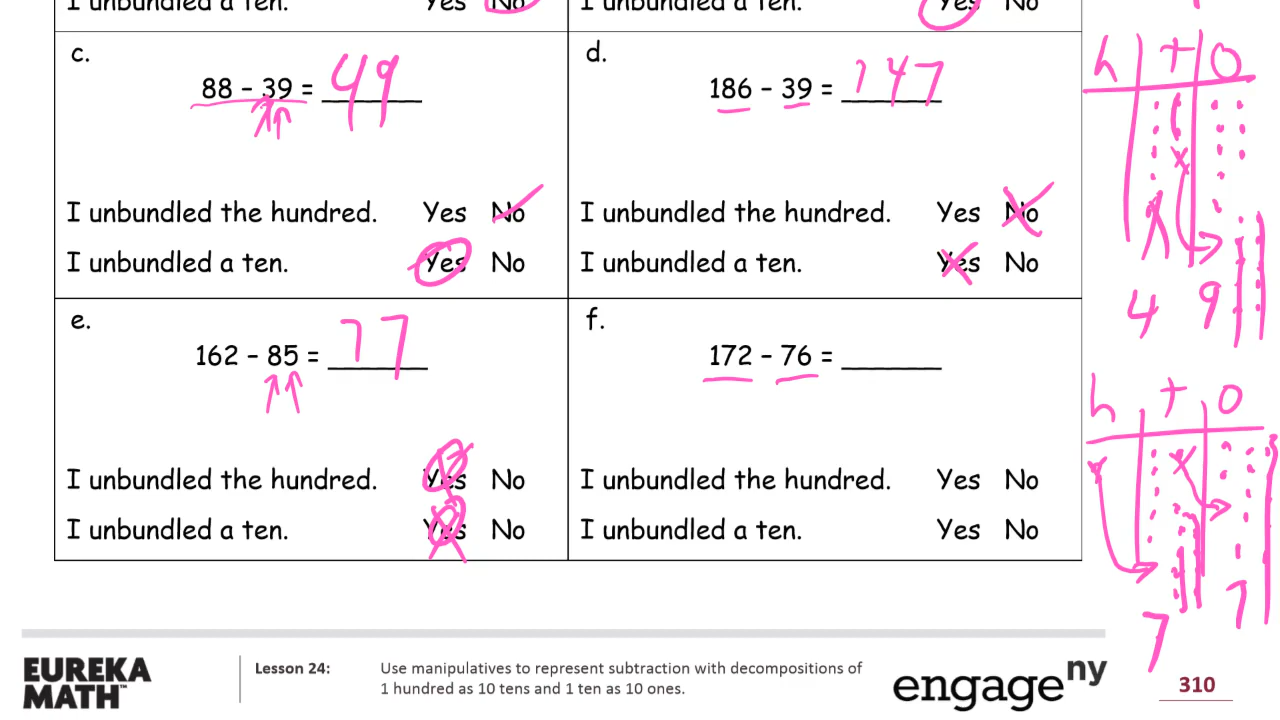 I unbundled a ten. Yes No
I unbundled a ten. Yes No
c.
88 - 39 = 49
I unbundled the hundred. Yes No
I unbundled a ten. Yes No
d.
186 - 39 = 147
I unbundled the hundred. Yes No
I unbundled a ten. Yes No
e.
162 - 85 = 77
I unbundled the hundred. Yes No
I unbundled a ten. Yes No
f.
172 - 76 = ______
I unbundled the hundred. Yes No
I unbundled a ten. Yes No
h T O
4 9
h T O
7 7
EUREKA
MATH™
Lesson 24:
Use manipulatives to represent subtraction with decompositions of
1 hundred as 10 tens and 1 ten as 10 ones.
engage ny
310